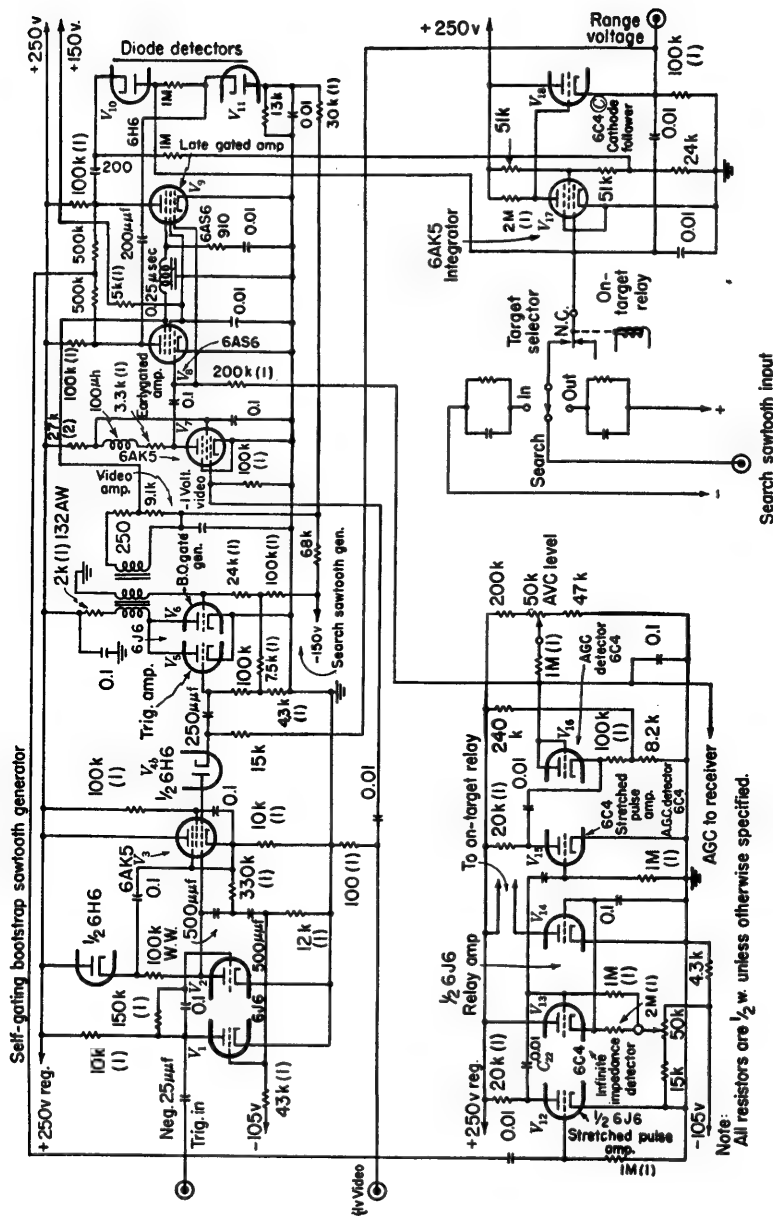 Self-gating bootstrap sawtooth generator
+250v reg.
10k
(1)
150k
(1)
½ 6H6
100k
W.W.
6AK5
V3
0.1
100k
(1)
V4b
½ 6H6
250μμf
Trig. amp.
V5
6J6
V6
0.1
2k (1)
132AW
250
B.O. gate
gen.
9.1k
Video
amp.
-1 Volt.
video
27k
(2)
100μh
3.3k (1)
6AK5
V7
100k
(1)
0.1
0.1
100k (1)
Early gated
amp.
V8
6AS6
500k
500k
5k(1)
0.25 μsec
200μμf
100k (1)
200
Late gated amp
V9
6AS6
910
0.01
0.01
200k (1)
+250v
+150v.
Diode detectors
V10
6H6
1M
1M
V11
13k
0.01
30k (1)
Neg. 25μμf
Trig. in
0.1
V1
V2
6J6
500μμf
500μμf
330k
(1)
0.1
10k
(1)
12k
(1)
100 (1)
-105v
43k (1)
15k
100k
7.5k(1)
43k
(1)
24k(1)
100k(1)
68k
-150v
Search sawtooth gen.
0.01
+250v reg.
0.01
20k (1)
V12
½ 6J6
Stretched pulse
amp.
1M (1)
0.01
C22
V13
6C4
Infinite
impedance
detector
½ 6J6
Relay amp
V14
To on-target relay
1M
(1)
2M(1)
0.1
15k
50k
4.3k
-105v
20k (1)
0.01
V15
6C4
Stretched pulse
amp.
A.G.C. detector
6C4
1M
(1)
240
k
V16
AGC
detector
6C4
100k
(1)
8.2k
1M (1)
200k
50k
AVC level
47k
0.1
AGC to receiver
Note:
All resistors are ½ w. unless otherwise specified.
+250v
Range
voltage
6AK5
Integrator
2M
(1)
V17
51k
51k
V18
6C4 C
Cathode
follower
100k
(1)
0.01
24k
0.01
Target
selector
N.C.
On-
target
relay
In
Out
Search
-
+
Search sawtooth input